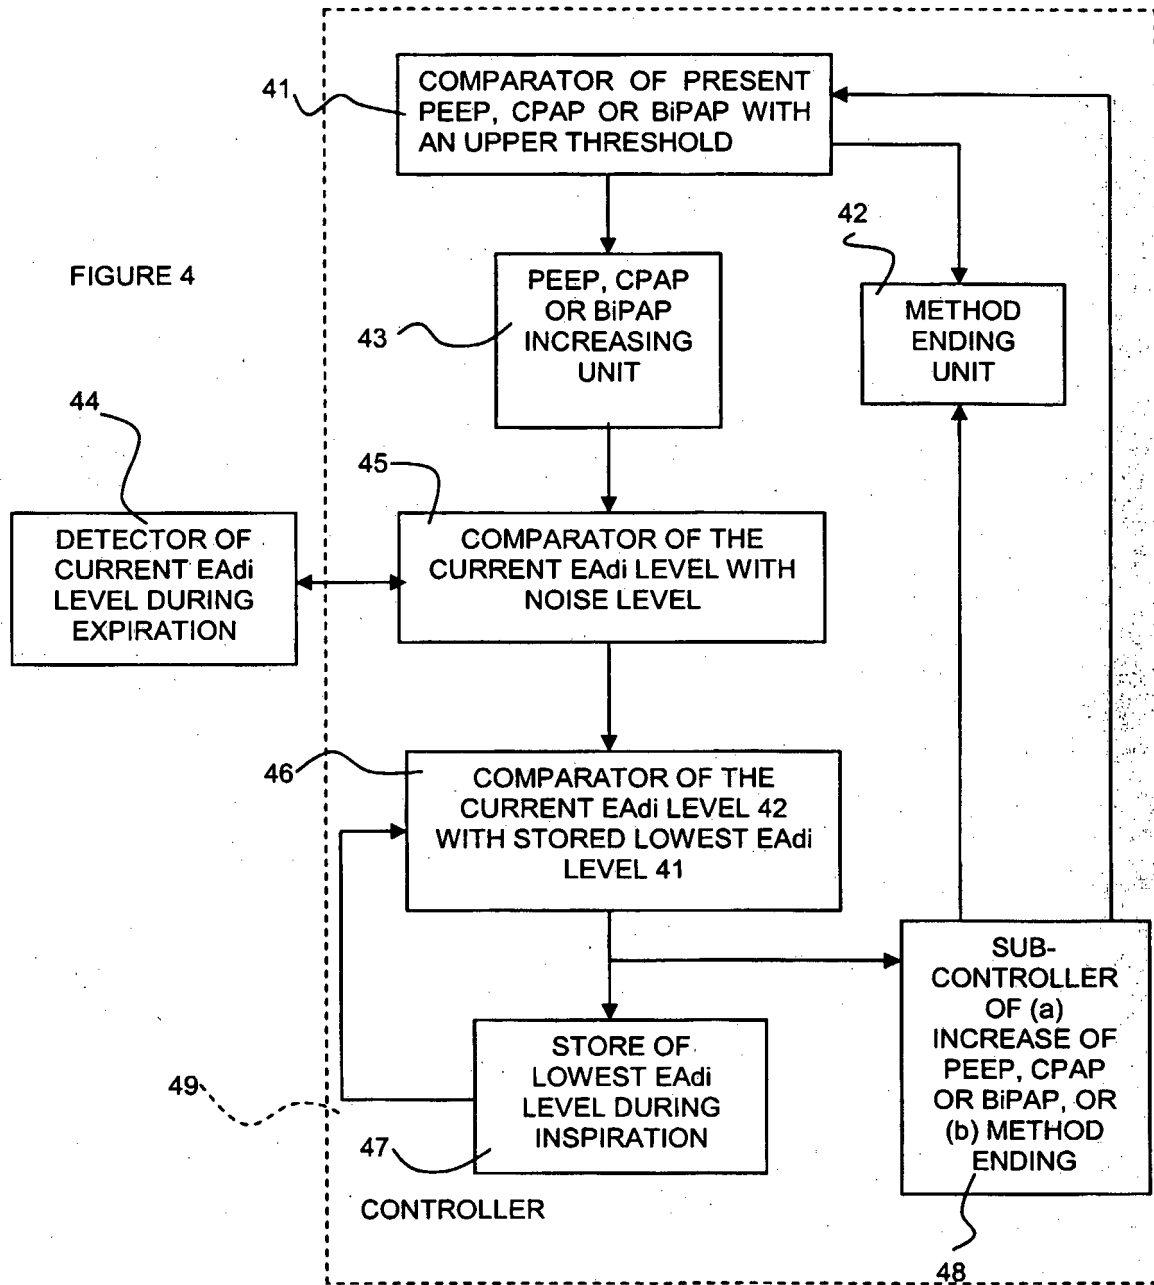 41
COMPARATOR OF PRESENT
PEEP, CPAP OR BiPAP WITH
AN UPPER THRESHOLD
42
FIGURE 4
PEEP, CPAP
OR BiPAP
INCREASING
UNIT
43
METHOD
ENDING
UNIT
44
45
DETECTOR OF
CURRENT EAdi
LEVEL DURING
EXPIRATION
COMPARATOR OF THE
CURRENT EAdi LEVEL WITH
NOISE LEVEL
46
COMPARATOR OF THE
CURRENT EAdi LEVEL 42
WITH STORED LOWEST EAdi
LEVEL 41
SUB-
CONTROLLER
OF (a)
INCREASE OF
PEEP, CPAP
OR BiPAP, OR
(b) METHOD
ENDING
STORE OF
LOWEST EAdi
LEVEL DURING
INSPIRATION
49
47
CONTROLLER
48